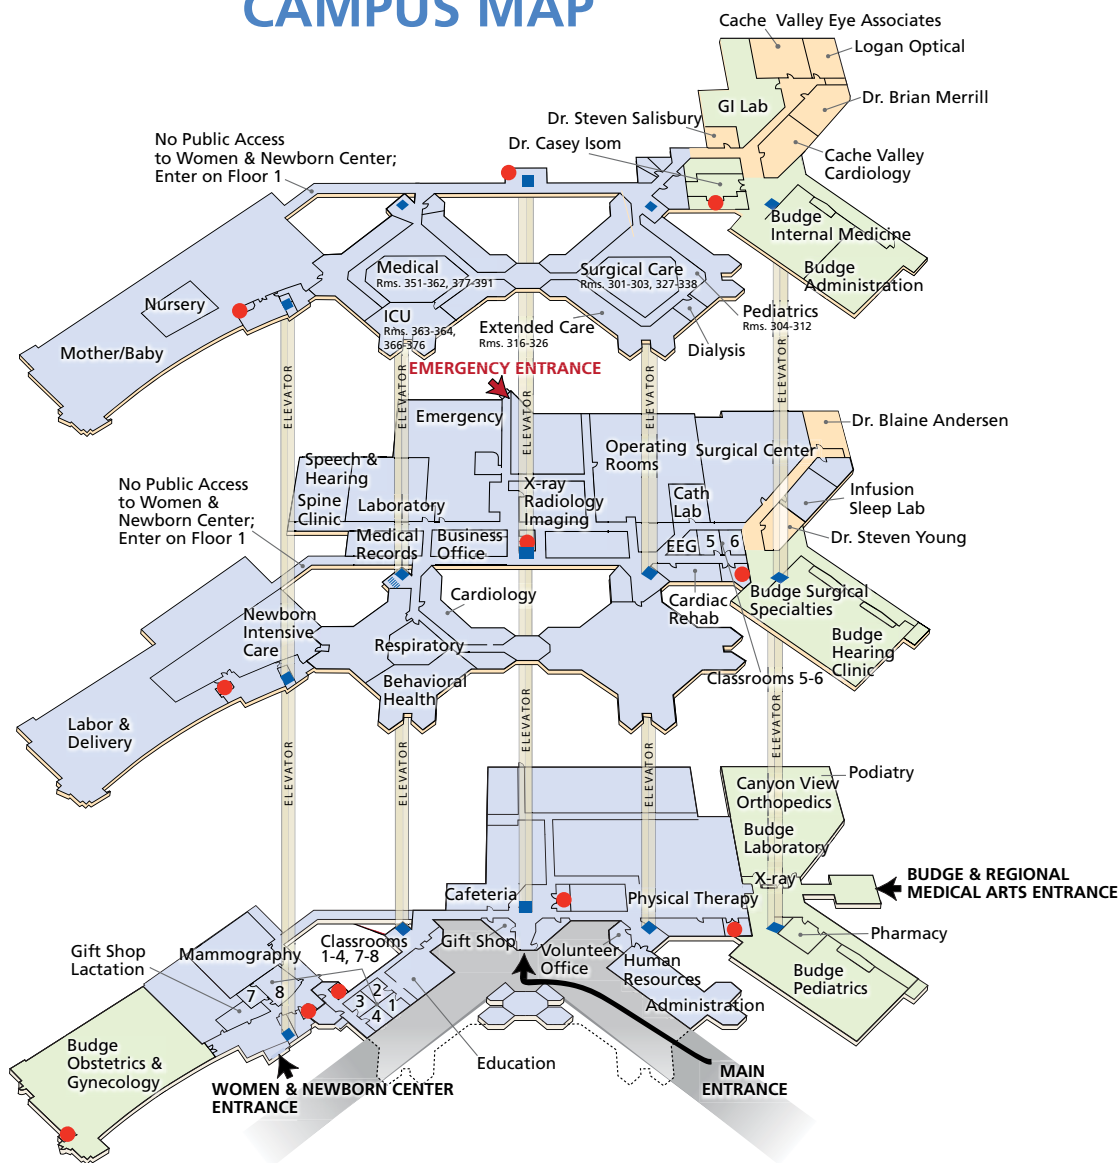 CAMPUS MAP
Cache Valley Eye Associates
Logan Optical
GI Lab
Dr. Brian Merrill
Dr. Steven Salisbury
Dr. Casey Isom
No Public Access
to Women & Newborn Center;
Enter on Floor 1
Cache Valley
Cardiology
Budge
Internal Medicine
Budge
Administration
Medical
Rms. 351-362, 377-391
Surgical Care
Rms. 301-303, 327-338
Nursery
ICU
Rms. 363-364,
366-376
Extended Care
Rms. 316-326
Pediatrics
Rms. 304-312
Dialysis
Mother/Baby
EMERGENCY ENTRANCE
ELEVATOR
ELEVATOR
ELEVATOR
ELEVATOR
ELEVATOR
Emergency
Dr. Blaine Andersen
Operating
Rooms
Surgical Center
Speech &
Hearing
Spine
Clinic
Laboratory
X-ray
Radiology
Imaging
Cath
Lab
Infusion
Sleep Lab
No Public Access
to Women &
Newborn Center;
Enter on Floor 1
Medical
Records
Business
Office
EEG
5
6
Dr. Steven Young
Cardiology
Cardiac
Rehab
Budge Surgical
Specialties
Newborn
Intensive
Care
Respiratory
Budge
Hearing
Clinic
Behavioral
Health
Classrooms 5-6
Labor &
Delivery
ELEVATOR
ELEVATOR
ELEVATOR
ELEVATOR
ELEVATOR
Podiatry
Canyon View
Orthopedics
Budge
Laboratory
X-ray
BUDGE & REGIONAL
MEDICAL ARTS ENTRANCE
Cafeteria
Physical Therapy
Pharmacy
Gift Shop
Lactation
Mammography
Classrooms
1-4, 7-8
Gift Shop
Volunteer
Office
Human
Resources
Budge
Pediatrics
7
8
2
3
1
4
Administration
Budge
Obstetrics &
Gynecology
Education
WOMEN & NEWBORN CENTER
ENTRANCE
MAIN
ENTRANCE